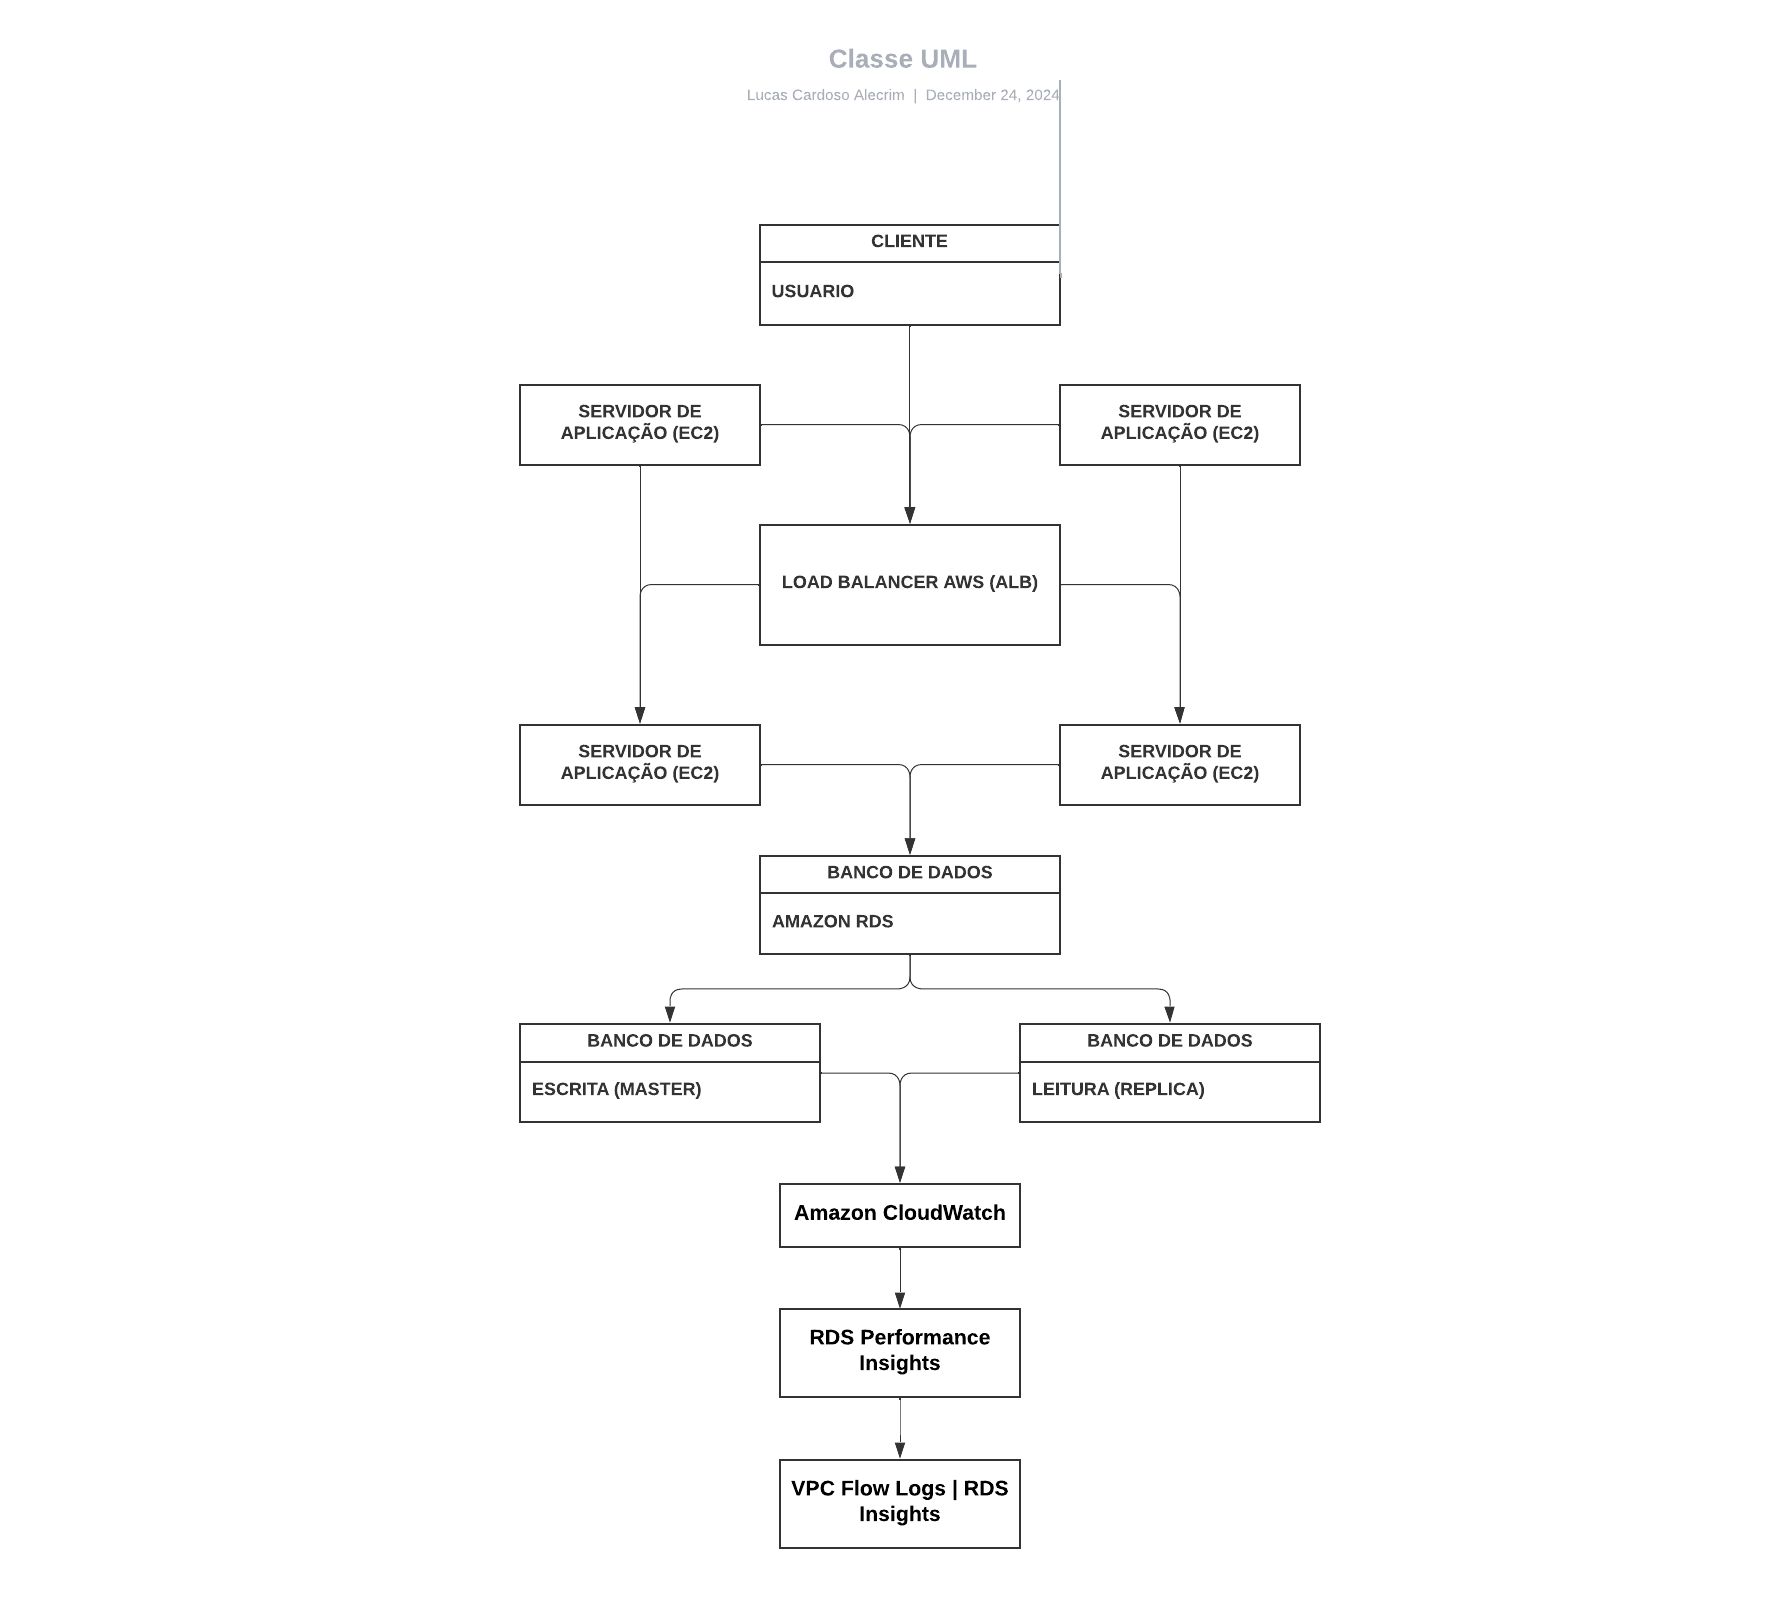 Classe UML
Lucas Cardoso Alecrim | December 24, 2024
CLIENTE
USUARIO
SERVIDOR DE
APLICAÇÃO (EC2)
SERVIDOR DE
APLICAÇÃO (EC2)
LOAD BALANCER AWS (ALB)
SERVIDOR DE
APLICAÇÃO (EC2)
SERVIDOR DE
APLICAÇÃO (EC2)
BANCO DE DADOS
AMAZON RDS
BANCO DE DADOS
ESCRITA (MASTER)
BANCO DE DADOS
LEITURA (REPLICA)
Amazon CloudWatch
RDS Performance
Insights
VPC Flow Logs | RDS
Insights